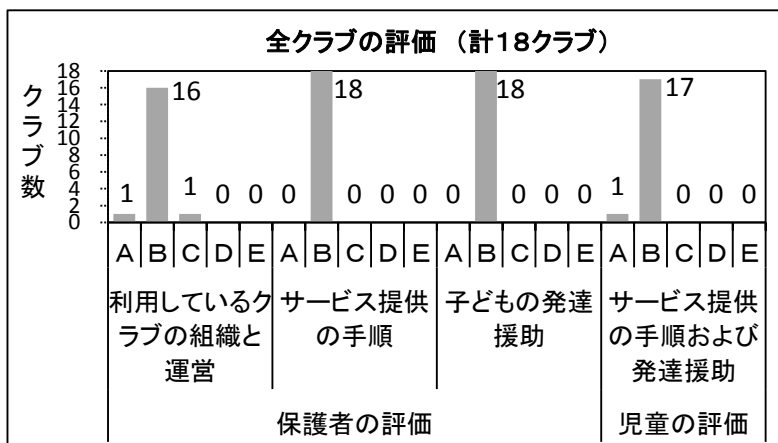 全クラブの評価 （計18クラブ）
クラブ数
18
16
14
12
10
8
6
4
2
0
1 16 1 0 0 0 18 0 0 0 0 18 0 0 0 1 17 0 0 0
A B C D E A B C D E A B C D E A B C D E
利用しているク
ラブの組織と
運営
サービス提供
の手順
子どもの発達
援助
サービス提供
の手順および
発達援助
保護者の評価
児童の評価